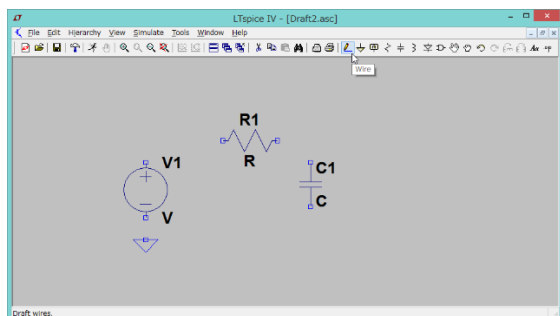 LTspice IV - [Draft2.asc]
File Edit Hierarchy View Simulate Tools Window Help
Wire
R1
R
V1
V
C1
C
Draft wires.